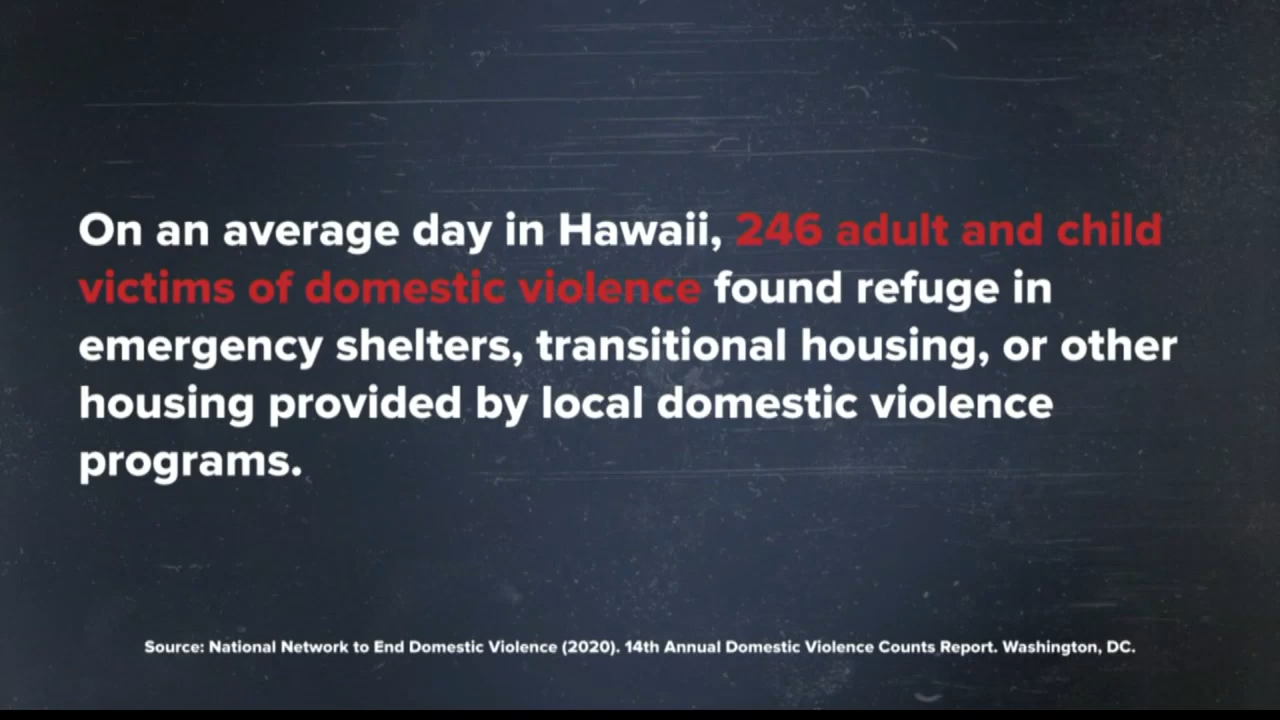 On an average day in Hawaii, 246 adult and child
victims of domestic violence found refuge in
emergency shelters, transitional housing, or other
housing provided by local domestic violence
programs.
Source: National Network to End Domestic Violence (2020). 14th Annual Domestic Violence Counts Report. Washington, DC.